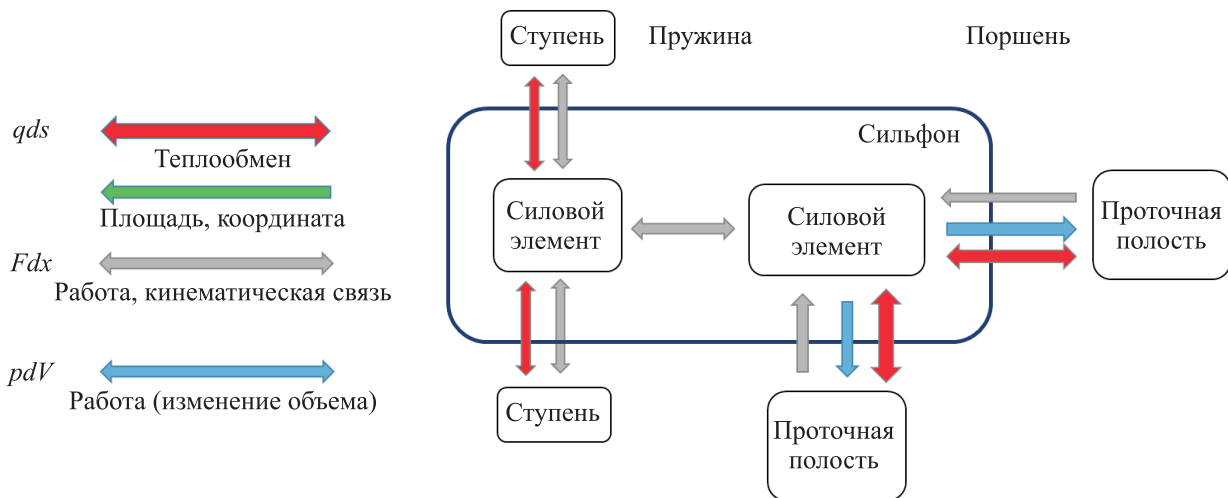 qds
Теплообмен
Площадь, координата
Fdx
Работа, кинематическая связь
pdV
Работа (изменение объема)
Ступень
Пружина
Поршень
Сильфон
Силовой
элемент
Силовой
элемент
Проточная
полость
Ступень
Проточная
полость